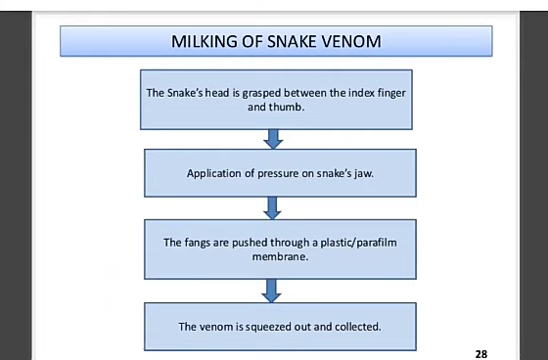 MILKING OF SNAKE VENOM
The Snake's head is grasped between the index finger
and thumb.
Application of pressure on snake's jaw.
The fangs are pushed through a plastic/parafilm
membrane.
The venom is squeezed out and collected.
28